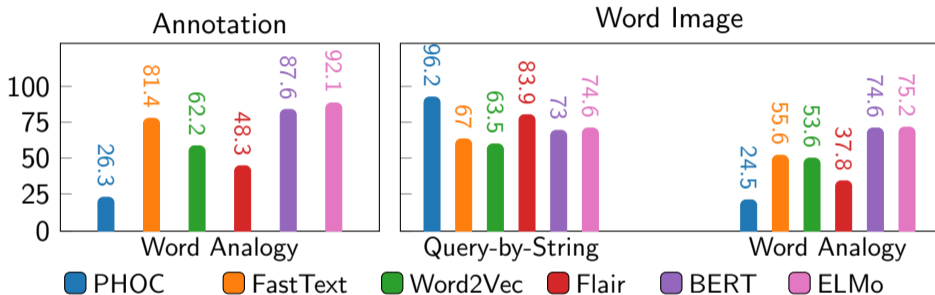 Annotation
Word Image
100
75
50
25
0
26.3
81.4
62.2
48.3
87.6
92.1
96.2
67
63.5
83.9
73
74.6
24.5
55.6
53.6
37.8
74.6
75.2
Word Analogy
Query-by-String
Word Analogy
PHOC
FastText
Word2Vec
Flair
BERT
ELMo